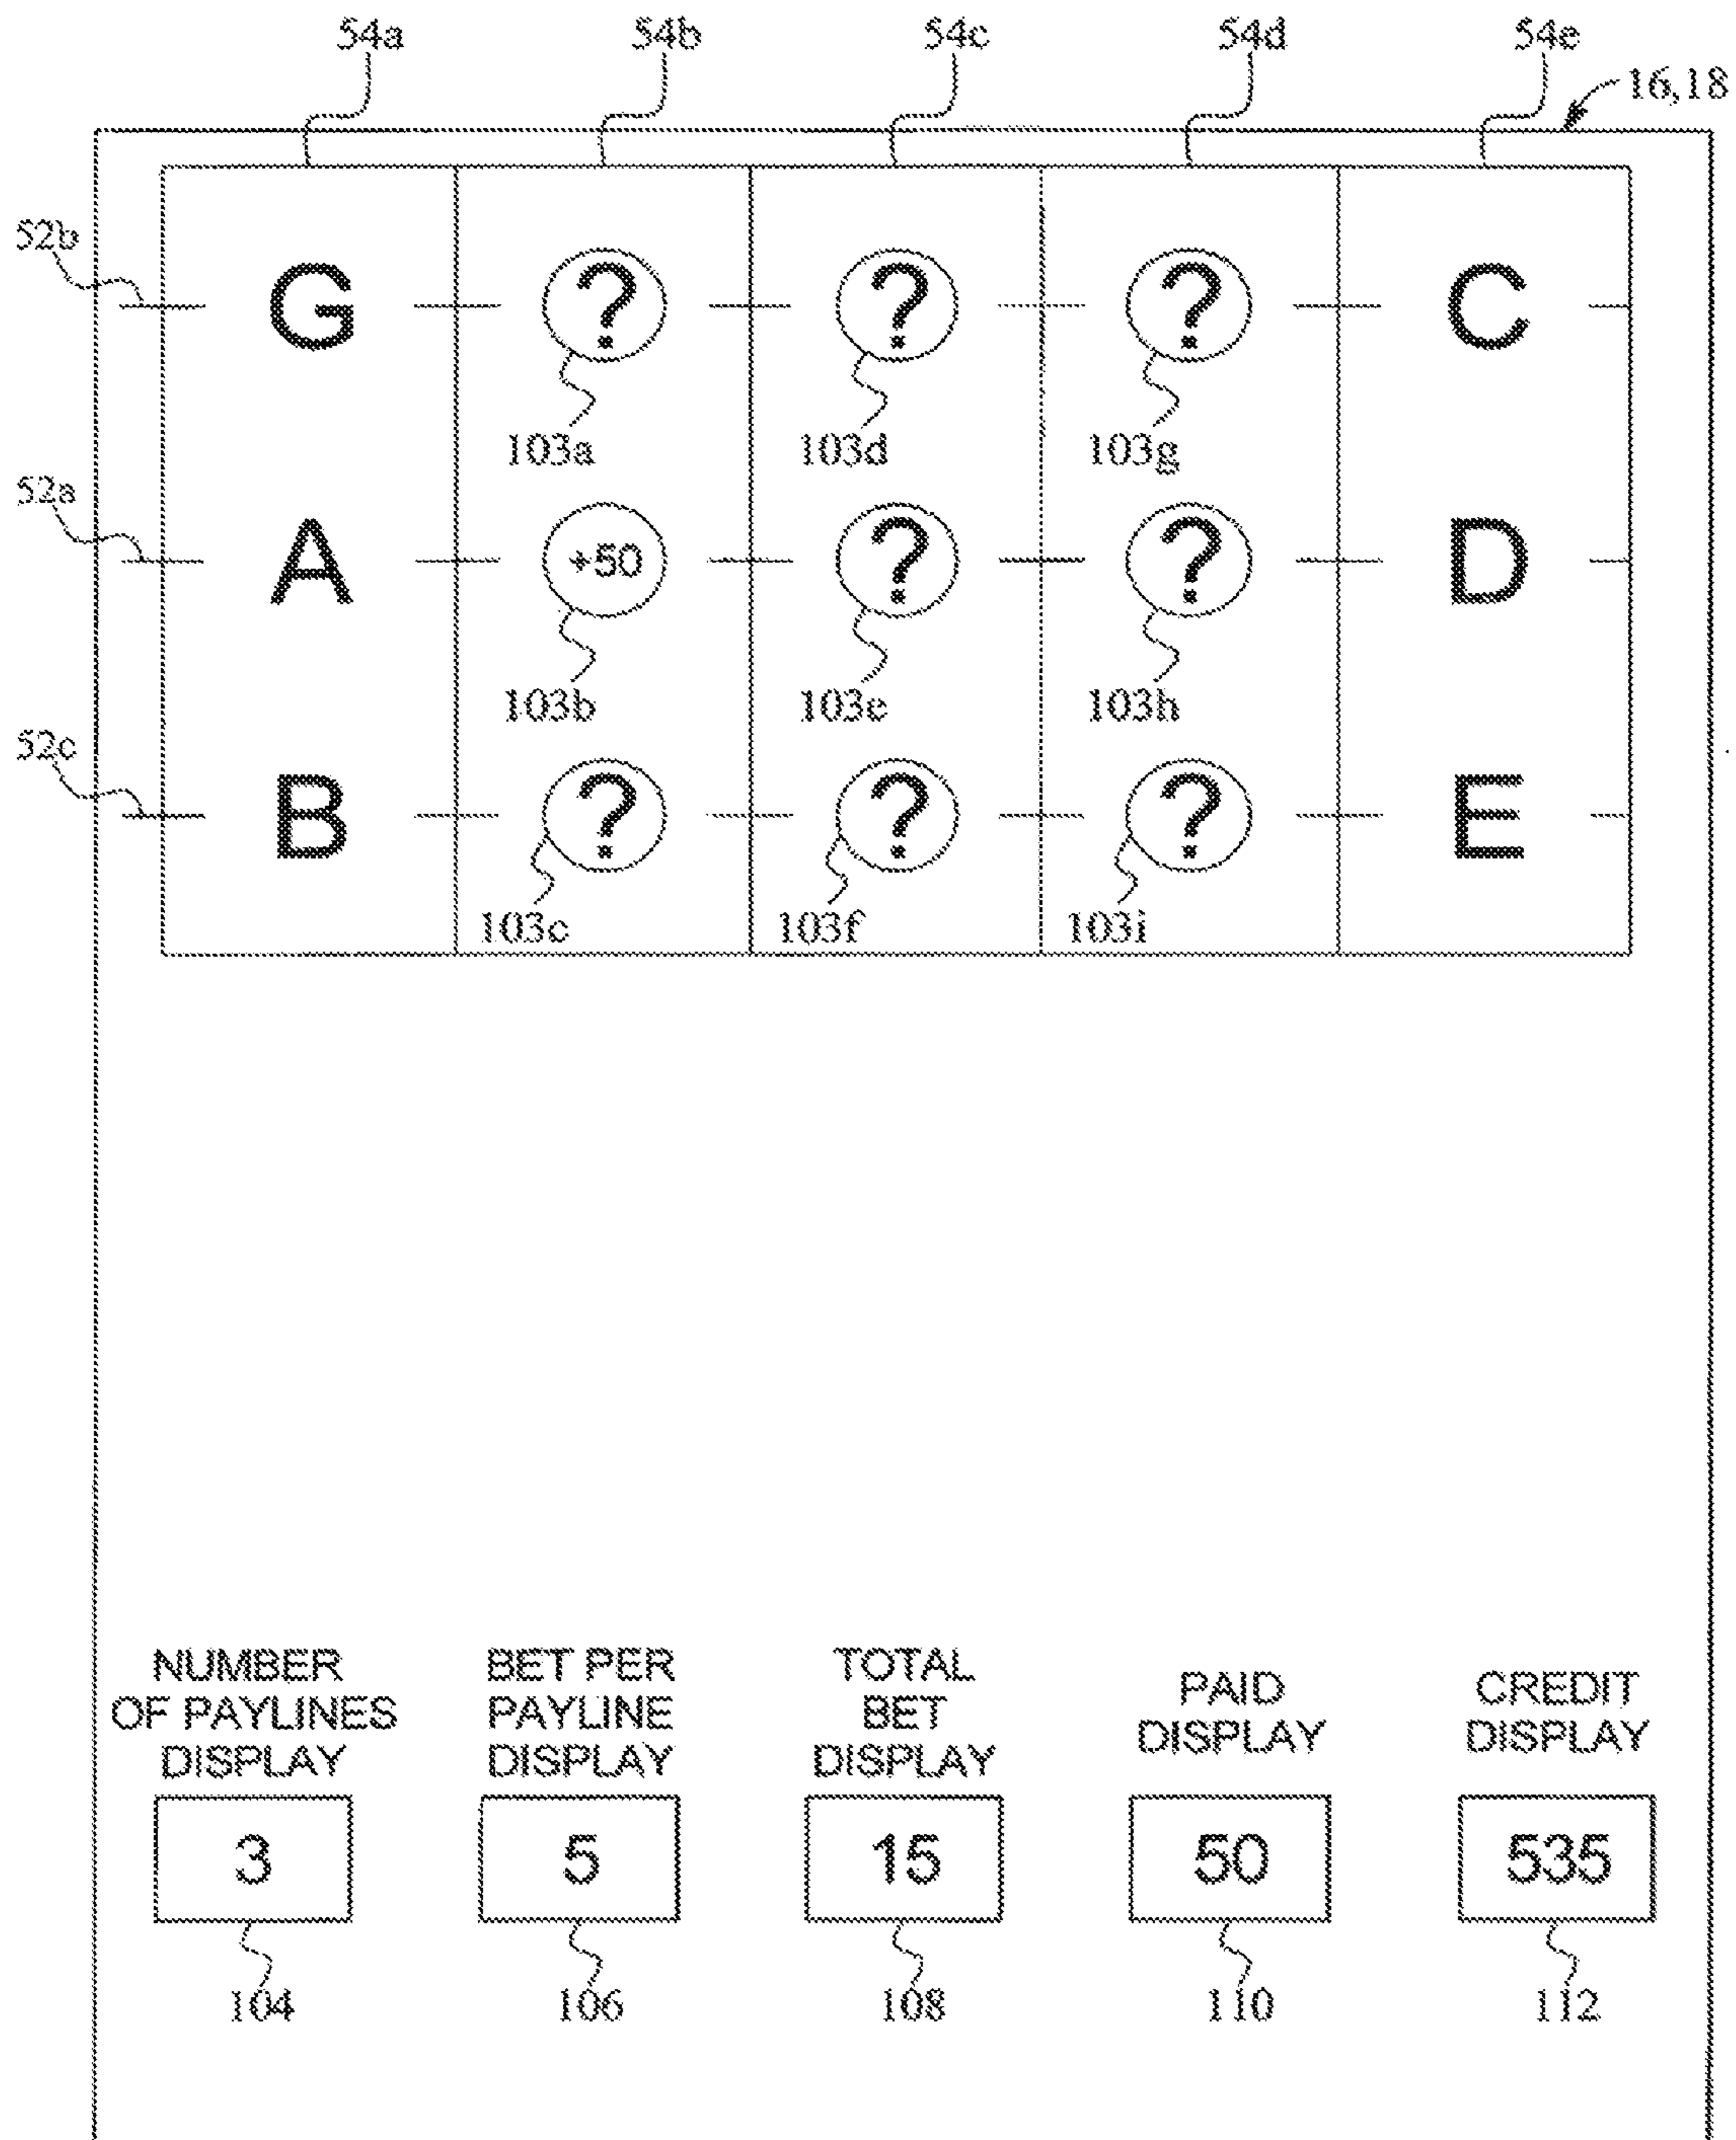 54a 54b 54c 54d 54e
16,18
52b G ? ? ? C
103a 103d 103g
52a A +50 ? ? D
103b 103e 103h
52c B ? ? ? E
103c 103f 103i
NUMBER OF PAYLINES DISPLAY
BET PER PAYLINE DISPLAY
TOTAL BET DISPLAY
PAID DISPLAY
CREDIT DISPLAY
3 5 15 50 535
104 106 108 110 112